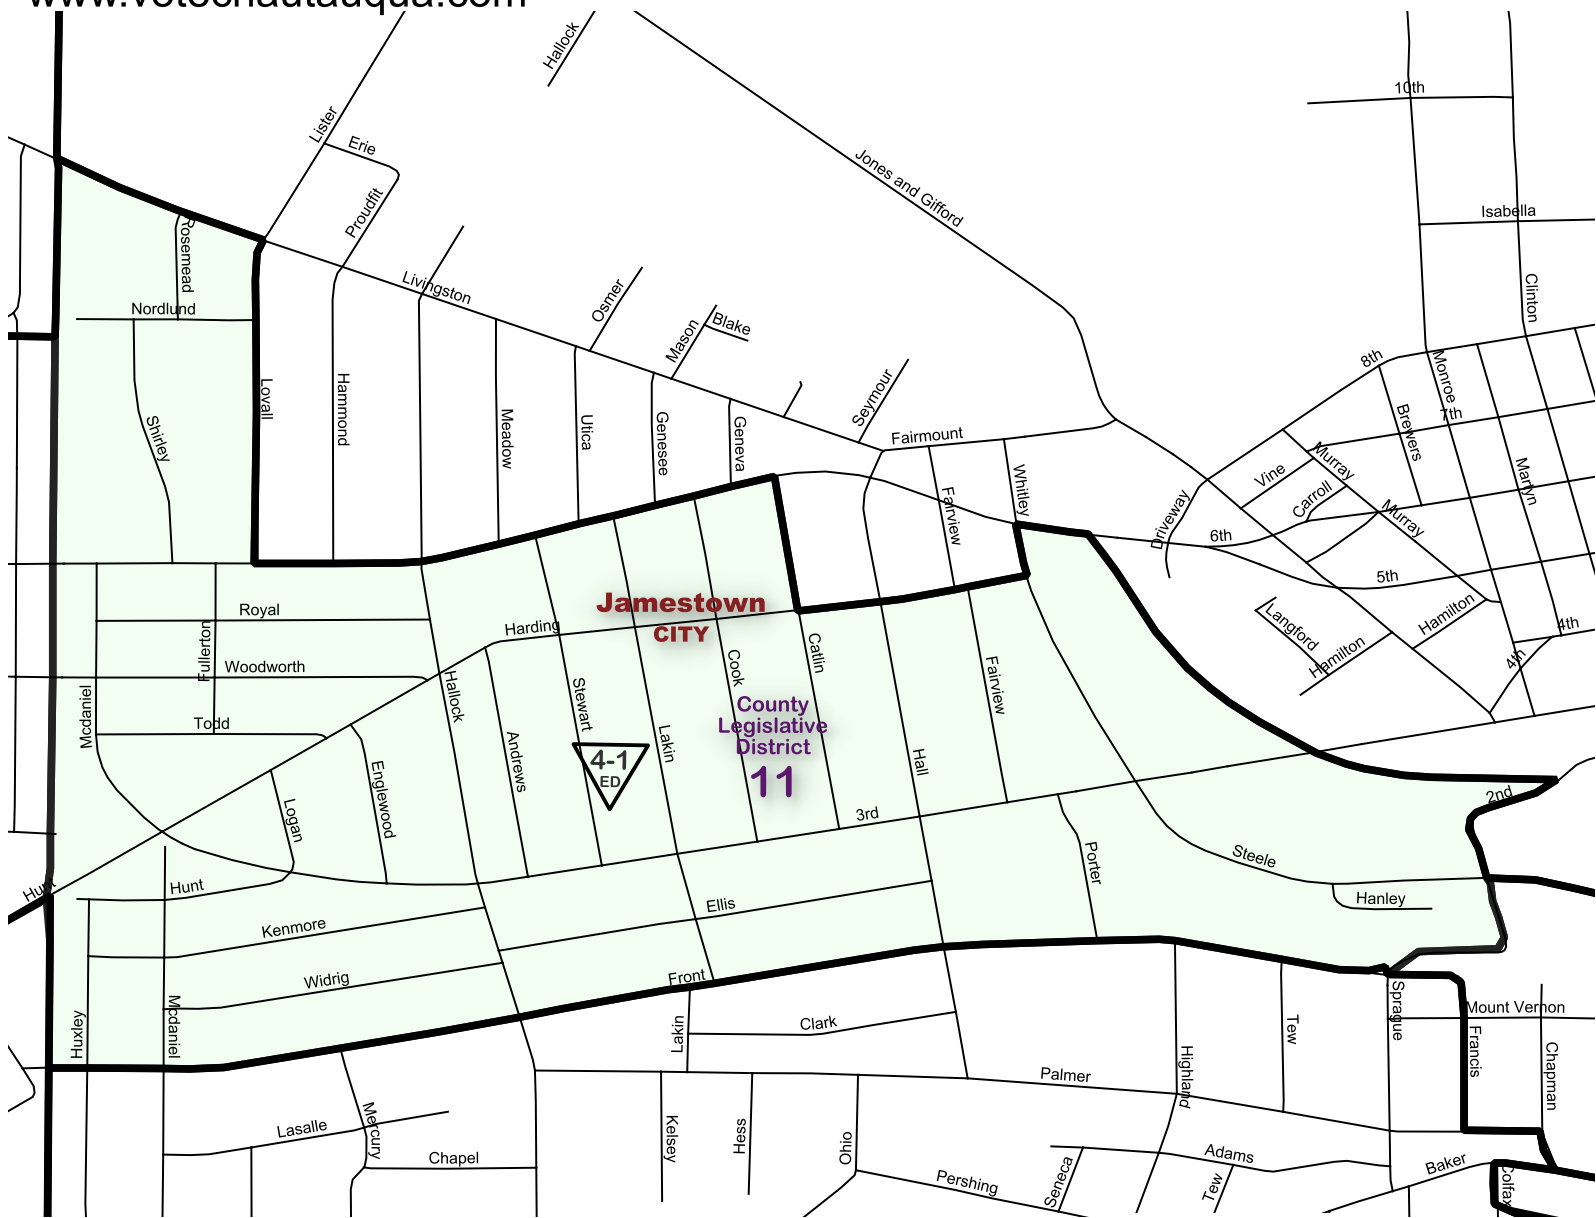 www.votechautauqua.com
Hallock
10th
Lister
Erie
Jones and Gifford
Proudfit
Isabella
Rosemead
Livingston
Clinton
Nordlund
Osmer
Mason
Blake
8th
Monroe
Lovall
Hammond
Seymour
Shirley
Meadow
Utica
Genesee
Geneva
Fairmount
Brewers
7th
Whitley
Vine
Murray
Martyn
Fairview
Driveway
Carroll
Murray
6th
5th
Jamestown
CITY
Royal
Harding
Langford
Hamilton
4th
Fullerton
Woodworth
Cook
Catlin
Hamilton
4th
Mcdaniel
Hallock
Stewart
Fairview
Todd
County
Legislative
District
11
Lakin
Andrews
4-1
ED
Hall
Englewood
Logan
3rd
2nd
Porter
Steele
Hunt
Hunt
Hanley
Ellis
Kenmore
Widrig
Front
Huxley
Mcdaniel
Lakin
Clark
Tew
Sprague
Mount Vernon
Francis
Chapman
Highland
Palmer
Mercury
Lasalle
Kelsey
Hess
Ohio
Chapel
Adams
Baker
Pershing
Seneca
Tew
Colfax